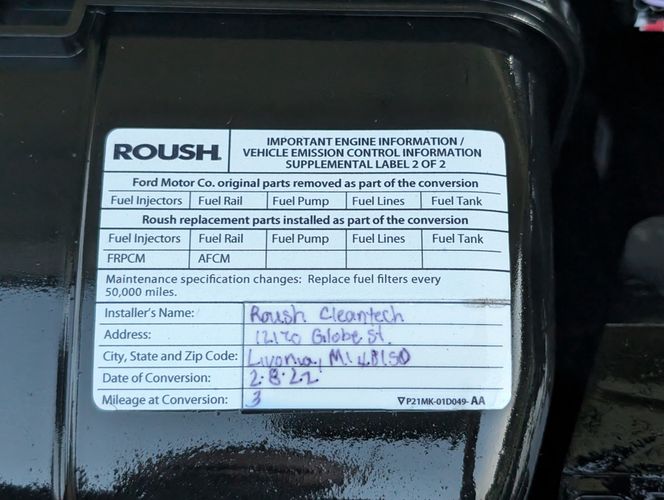 ROUSH
IMPORTANT ENGINE INFORMATION /
VEHICLE EMISSION CONTROL INFORMATION
SUPPLEMENTAL LABEL 2 OF 2
Ford Motor Co. original parts removed as part of the conversion
Fuel Injectors Fuel Rail Fuel Pump Fuel Lines Fuel Tank
Roush replacement parts installed as part of the conversion
Fuel Injectors Fuel Rail Fuel Pump Fuel Lines Fuel Tank
FRPCM AFCM
Maintenance specification changes: Replace fuel filters every
50,000 miles.
Installer's Name: Roush Cleantech
Address: 12170 Globe St.
City, State and Zip Code: Livonia, MI 48150
Date of Conversion: 2.8.22
Mileage at Conversion: 3
P21MK-01D049- AA